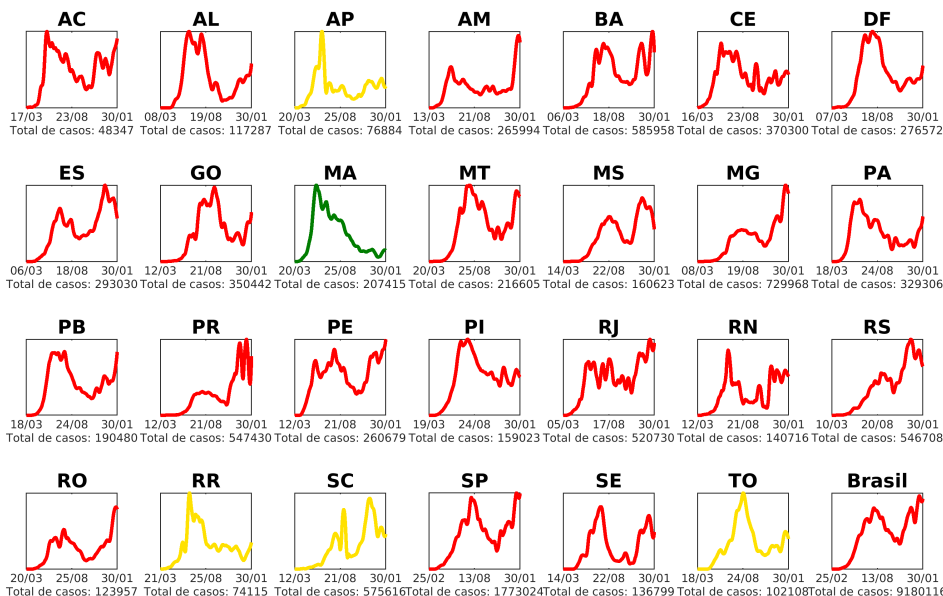 AC AL AP AM BA CE DF
17/03 23/08 30/01 08/03 19/08 30/01 20/03 25/08 30/01 13/03 21/08 30/01 06/03 17/08 30/01 16/03 23/08 30/01 07/03 18/08 30/01
Total de casos: 48347 Total de casos: 117287 Total de casos: 76884 Total de casos: 265994 Total de casos: 585958 Total de casos: 370300 Total de casos: 276572
ES GO MA MT MS MG PA
06/03 18/08 30/01 12/03 21/08 30/01 20/03 25/08 30/01 20/03 25/08 30/01 14/03 22/08 30/01 08/03 19/08 30/01 18/03 24/08 30/01
Total de casos: 293030 Total de casos: 350442 Total de casos: 207415 Total de casos: 216605 Total de casos: 160623 Total de casos: 729968 Total de casos: 329306
PB PR PE PI RJ RN RS
18/03 24/08 30/01 12/03 21/08 30/01 12/03 21/08 30/01 19/03 24/08 30/01 05/03 17/08 30/01 12/03 21/08 30/01 10/03 20/08 30/01
Total de casos: 190480 Total de casos: 547430 Total de casos: 260679 Total de casos: 159023 Total de casos: 520730 Total de casos: 140716 Total de casos: 546708
RO RR SC SP SE TO Brasil
20/03 25/08 30/01 21/03 25/08 30/01 12/03 21/08 30/01 25/02 13/08 30/01 14/03 22/08 30/01 18/03 24/08 30/01 25/02 13/08 30/01
Total de casos: 123957 Total de casos: 74115 Total de casos: 575616 Total de casos: 1773024 Total de casos: 136799 Total de casos: 102108 Total de casos: 9180116